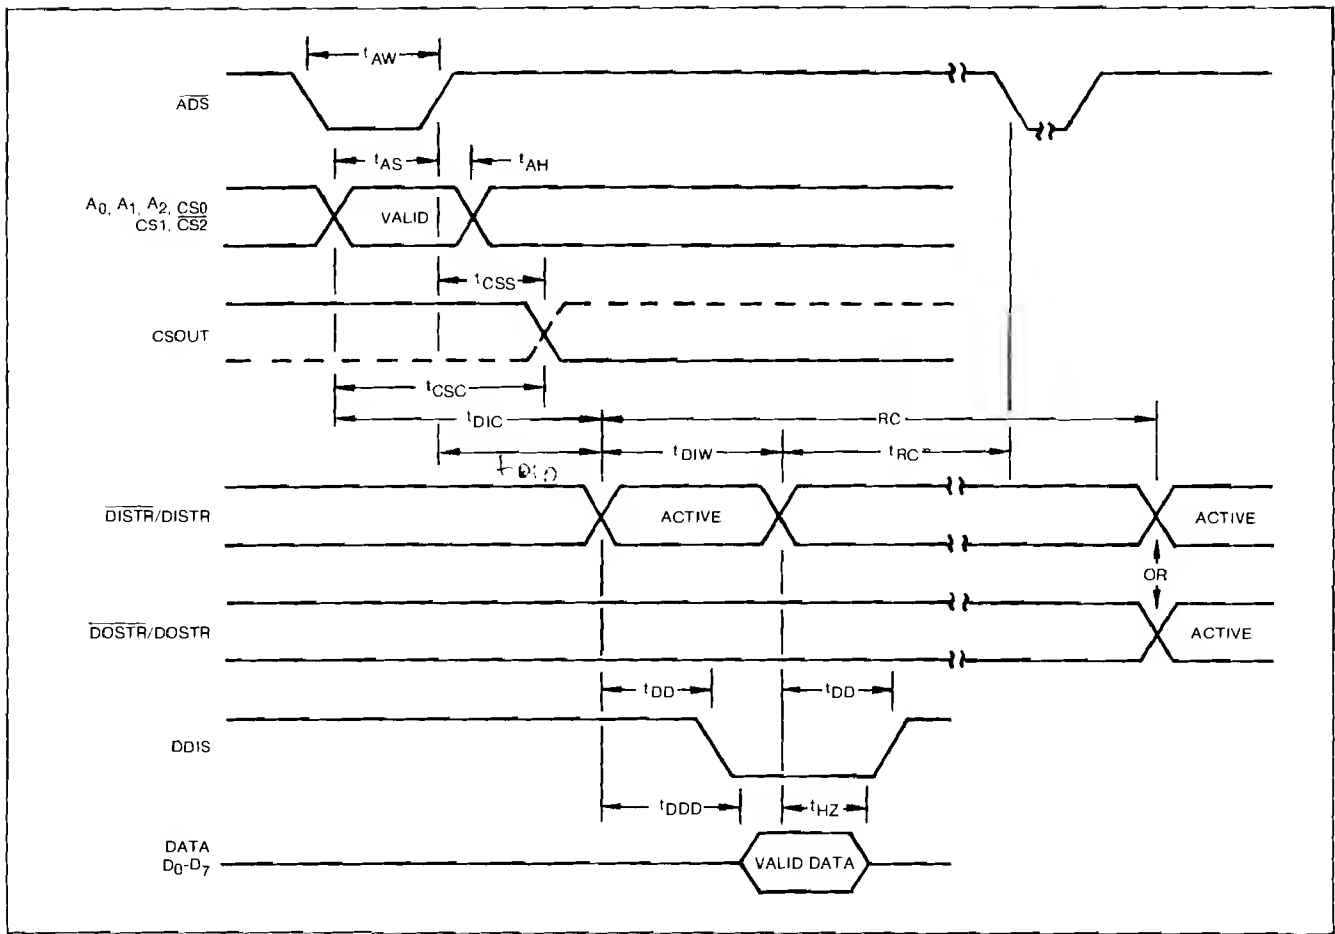 tAW
ADS
tAS
tAH
A0, A1, A2, CS0
CS1, CS2
VALID
tCSS
CSOUT
tCSC
tDIC
RC
tDIW
tRC
tDID
DISTR/DISTR
ACTIVE
ACTIVE
OR
DOSTR/DOSTR
ACTIVE
tDD
tDD
DDIS
tDDD
tHZ
DATA
D0-D7
VALID DATA